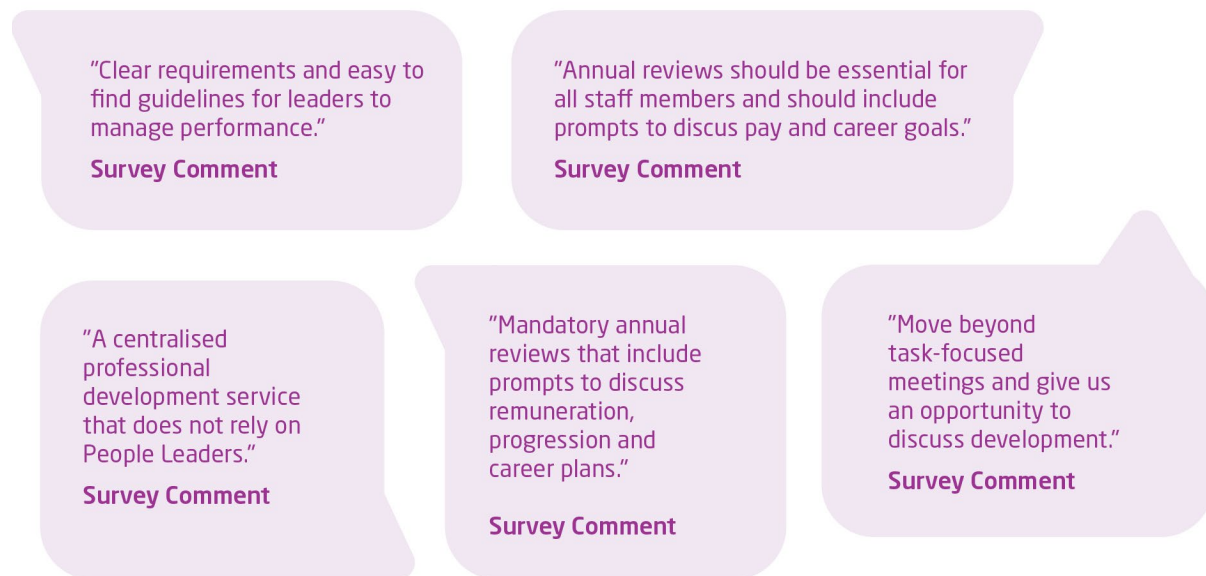 "Clear requirements and easy to
find guidelines for leaders to
manage performance."
Survey Comment
"Annual reviews should be essential for
all staff members and should include
prompts to discus pay and career goals."
Survey Comment
"A centralised
professional
development service
that does not rely on
People Leaders."
Survey Comment
"Mandatory annual
reviews that include
prompts to discuss
remuneration,
progression and
career plans."
Survey Comment
"Move beyond
task-focused
meetings and give us
an opportunity to
discuss development."
Survey Comment